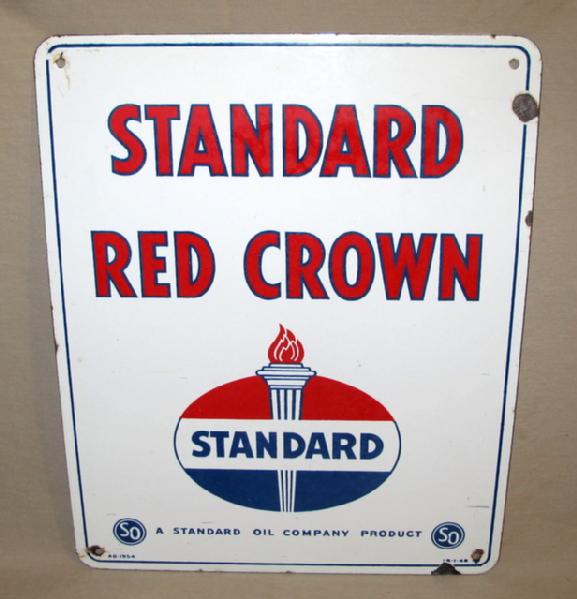 STANDARD
RED CROWN
STANDARD
SO A STANDARD OIL COMPANY PRODUCT SO